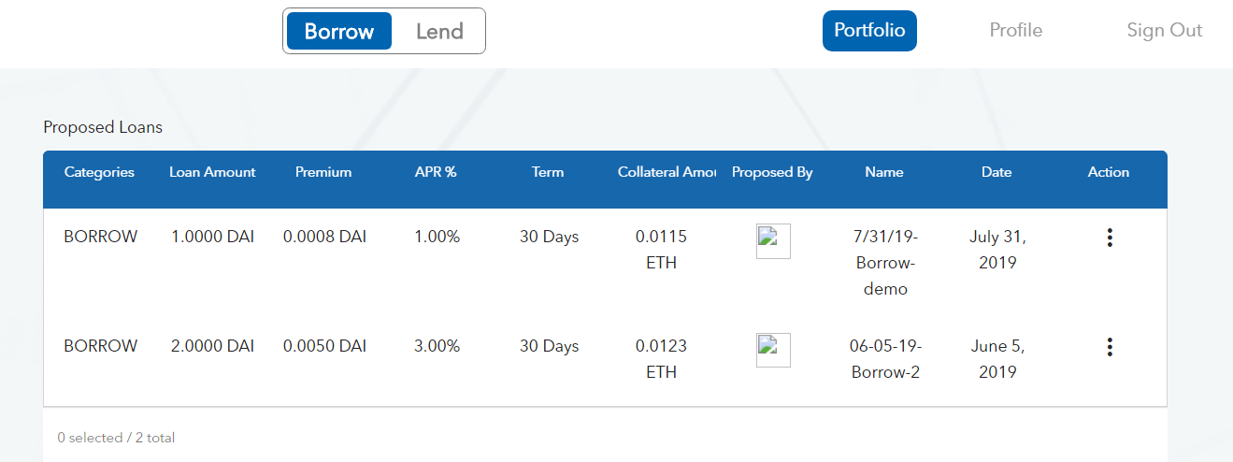 Borrow Lend Portfolio Profile Sign Out
Proposed Loans
Categories Loan Amount Premium APR % Term Collateral Amou Proposed By Name Date Action
BORROW 1.0000 DAI 0.0008 DAI 1.00% 30 Days 0.0115 7/31/19- July 31,
ETH Borrow- 2019
demo
BORROW 2.0000 DAI 0.0050 DAI 3.00% 30 Days 0.0123 06-05-19- June 5,
ETH Borrow-2 2019
0 selected / 2 total